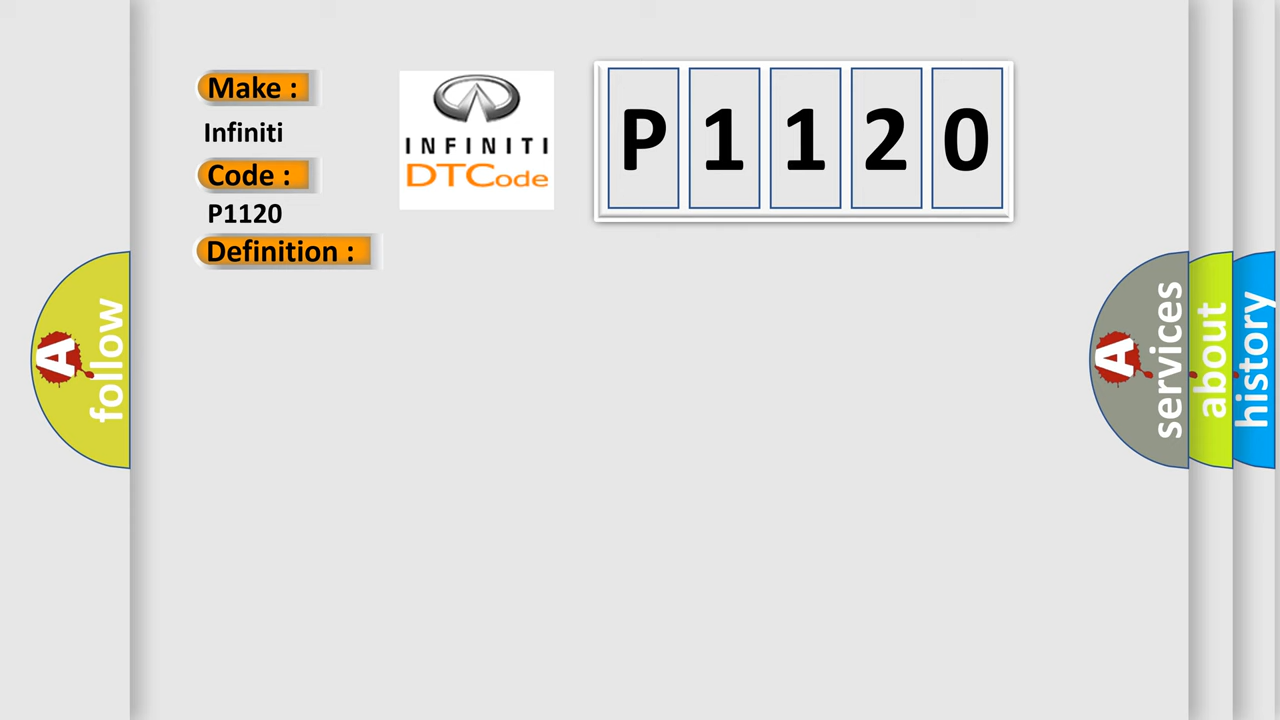 Make :
Infiniti
Code :
P1120
Definition :
INFINITI
DTCode
P 1 1 2 0
A follow
A services
about
history